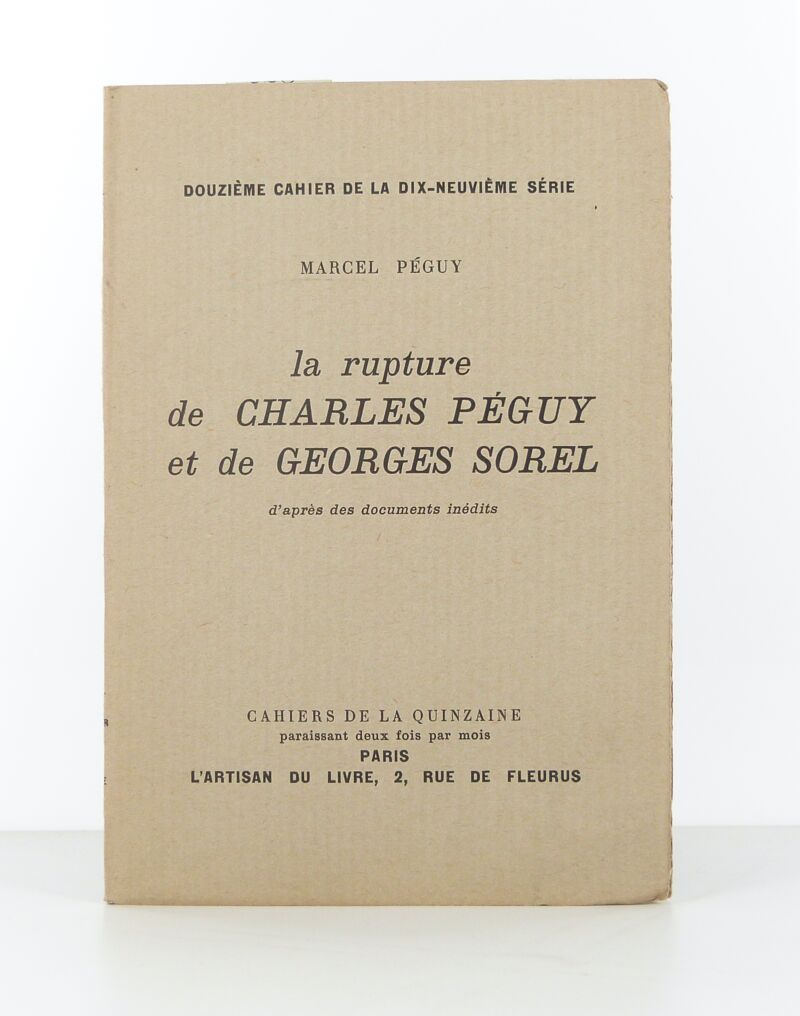 DOUZIÈME CAHIER DE LA DIX-NEUVIÈME SÉRIE
MARCEL PÉGUY
la rupture
de CHARLES PÉGUY
et de GEORGES SOREL
d'après des documents inédits
CAHIERS DE LA QUINZAINE
paraissant deux fois par mois
PARIS
L'ARTISAN DU LIVRE, 2, RUE DE FLEURUS